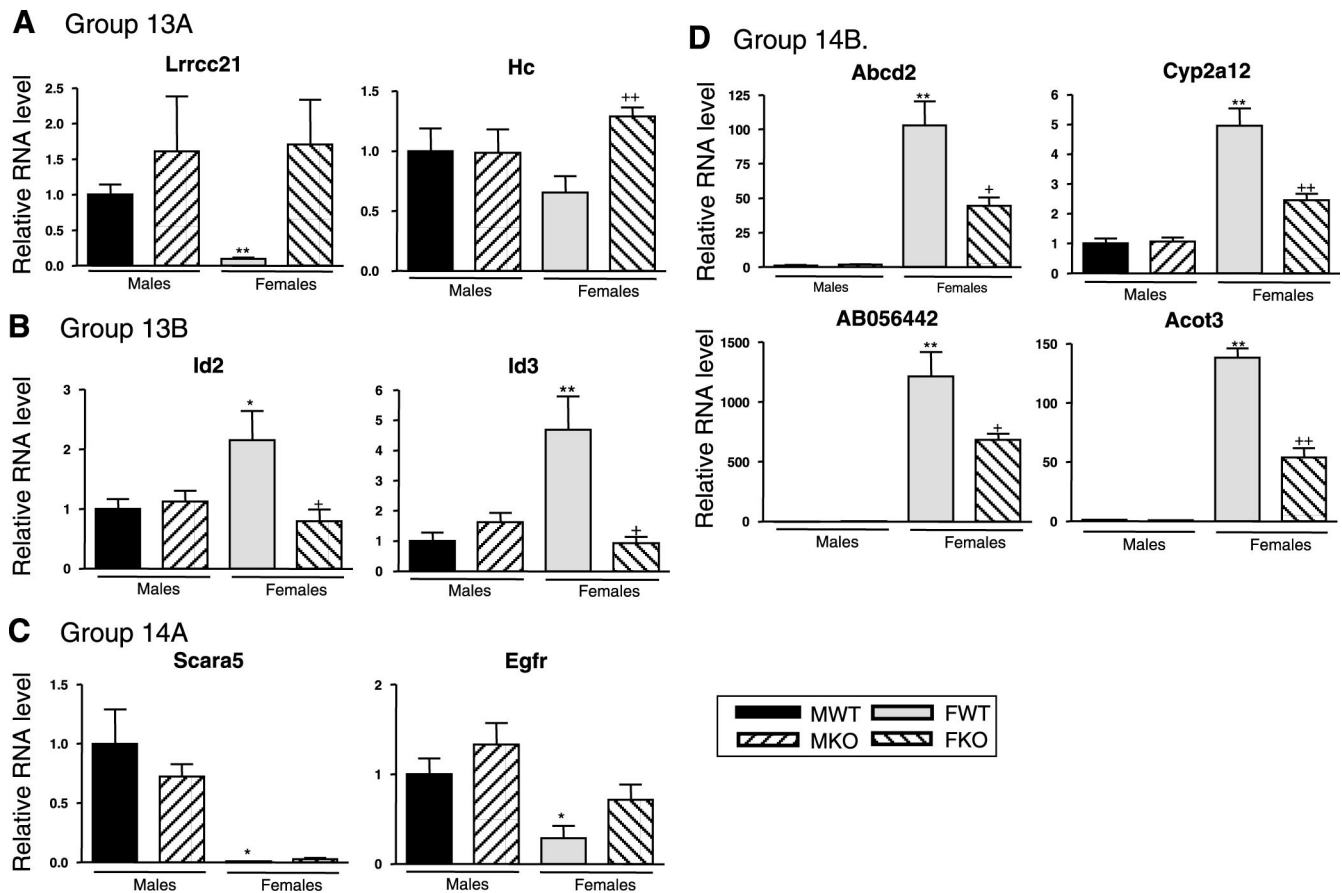 A Group 13A
Lrrcc21
Relative RNA level
2.5
2.0
1.5
1.0
0.5
0.0
**
Males
Females
Hc
1.5
1.0
0.5
0.0
++
Males
Females
B Group 13B
Id2
Relative RNA level
3
2
1
0
*
+
Males
Females
Id3
6
5
4
3
2
1
0
**
+
Males
Females
C Group 14A
Scara5
Relative RNA level
1.5
1.0
0.5
0.0
*
Males
Females
Egfr
2
1
0
*
Males
Females
D Group 14B.
Abcd2
Relative RNA level
125
100
75
50
25
0
**
+
Males
Females
Cyp2a12
6
5
4
3
2
1
0
**
++
Males
Females
AB056442
Relative RNA level
1500
1000
500
0
**
+
Males
Females
Acot3
150
100
50
0
**
++
Males
Females
MWT FWT
MKO FKO